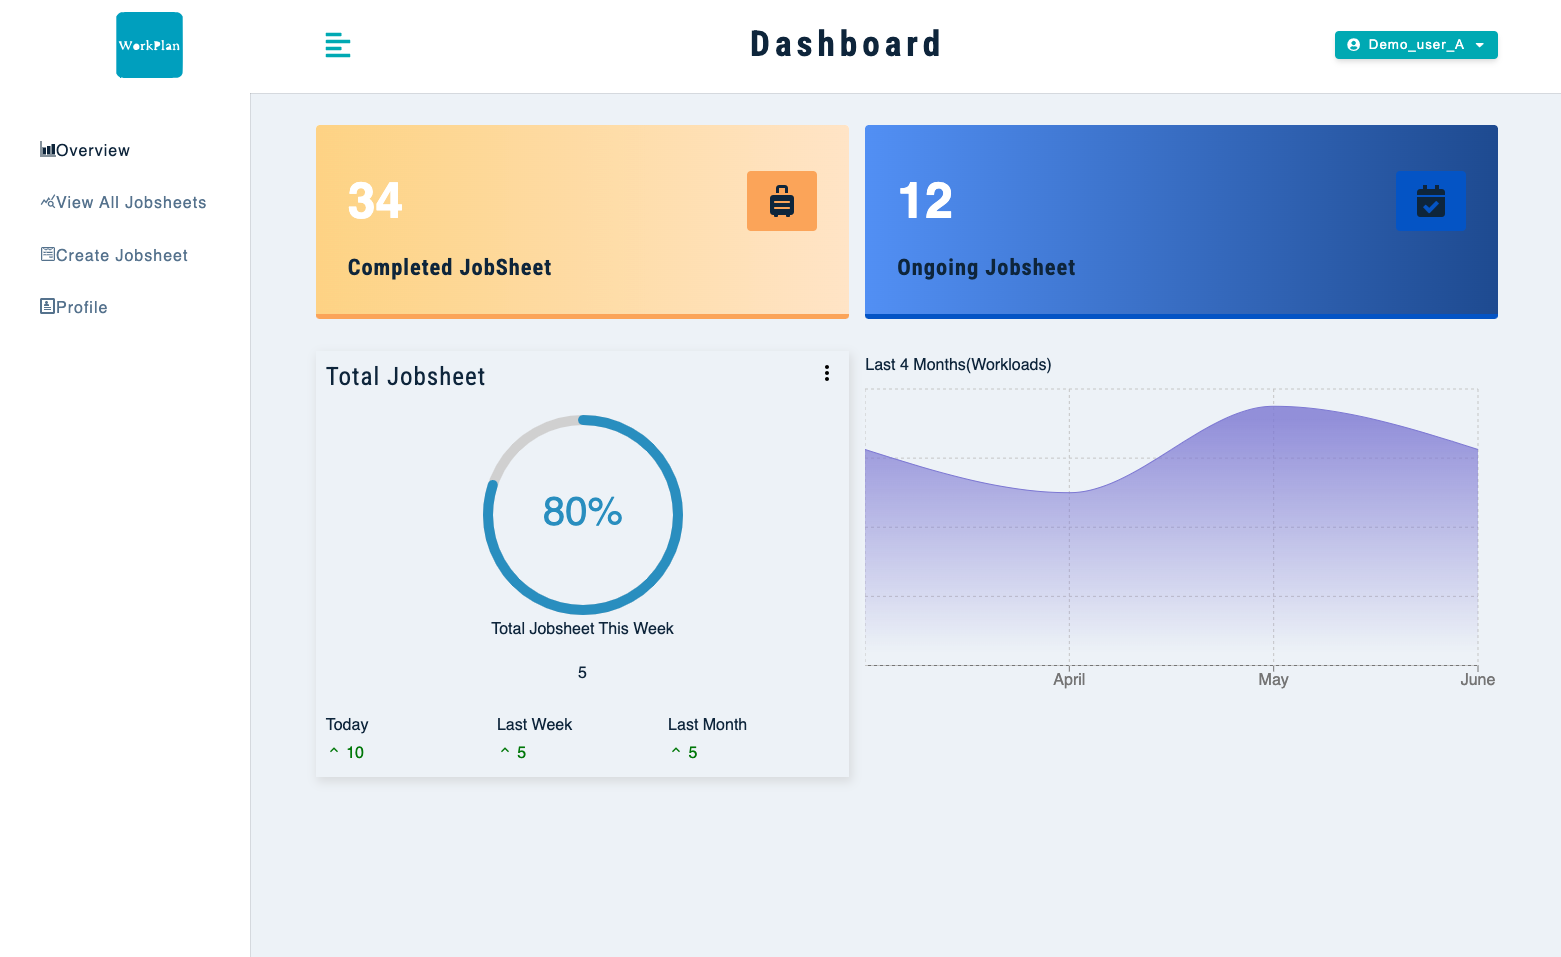 WorkPlan
Dashboard
Demo_user_A
Overview
View All Jobsheets
Create Jobsheet
Profile
34
Completed JobSheet
12
Ongoing Jobsheet
Total Jobsheet
80%
Total Jobsheet This Week
5
Today
10
Last Week
5
Last Month
5
Last 4 Months(Workloads)
April
May
June